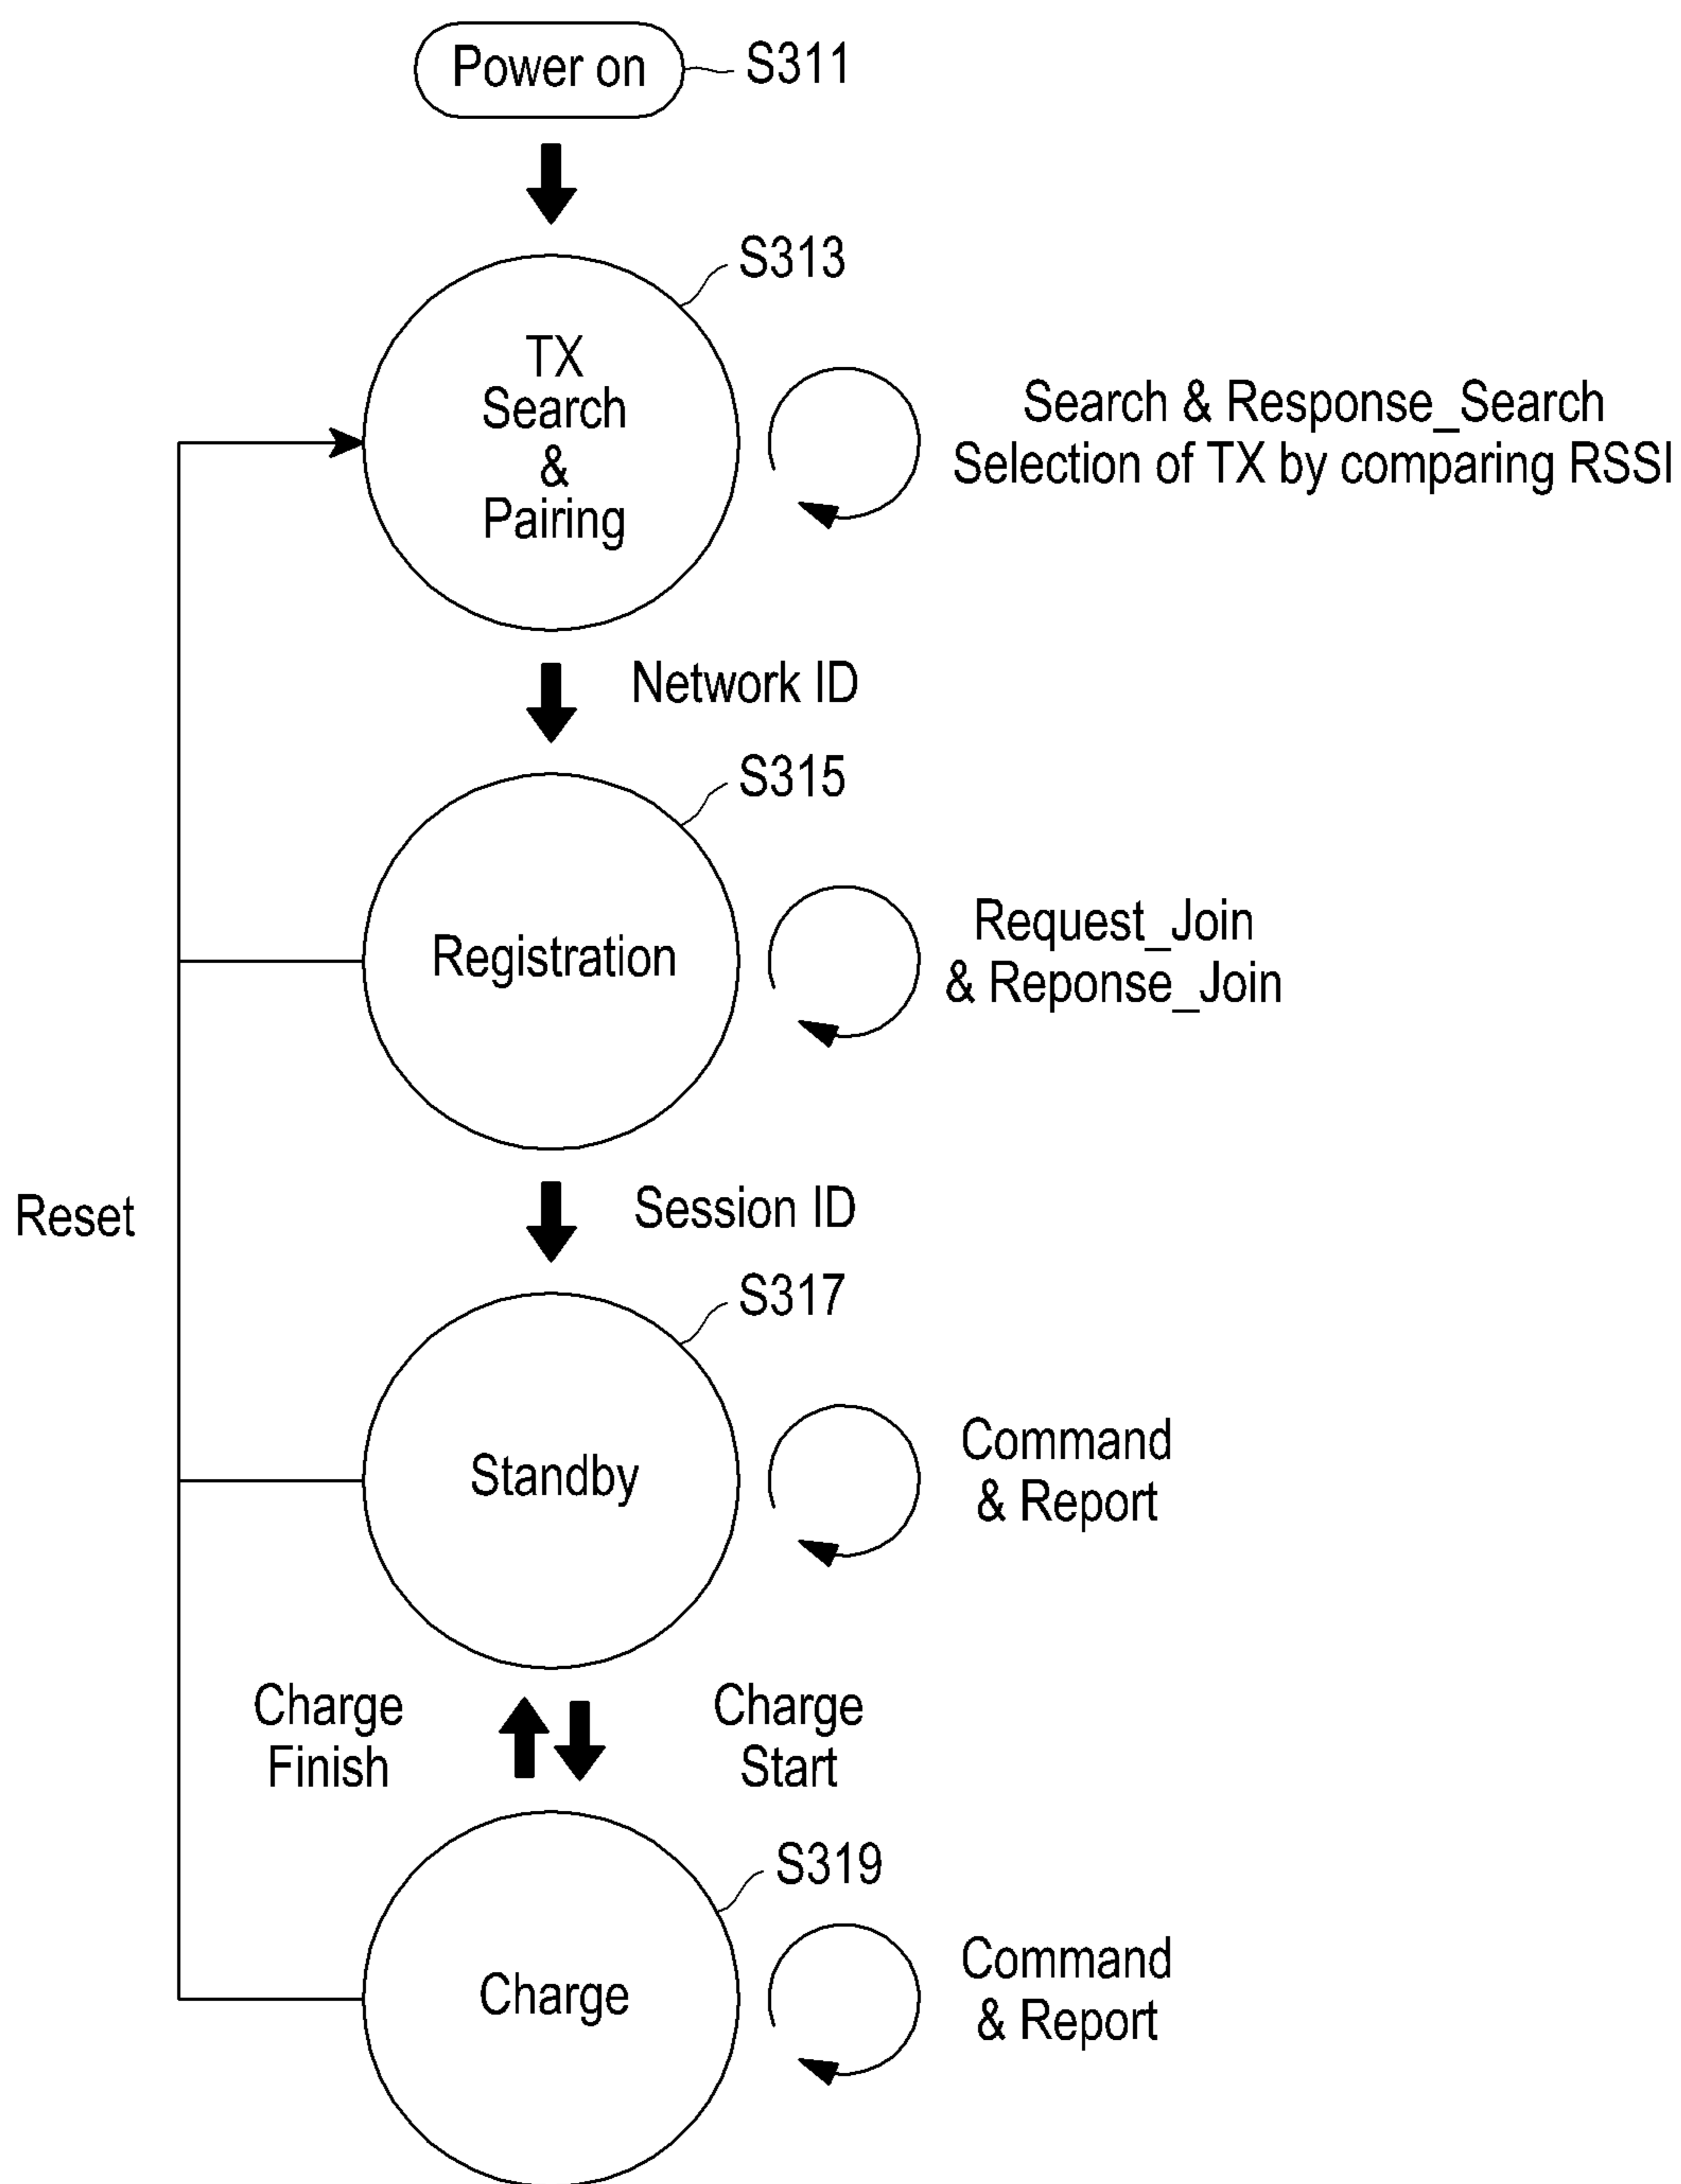 Power on
S311
S313
TX
Search
&
Pairing
Search & Response_Search
Selection of TX by comparing RSSI
Network ID
S315
Registration
Request_Join
& Reponse_Join
Reset
Session ID
S317
Standby
Command
& Report
Charge
Finish
Charge
Start
S319
Charge
Command
& Report